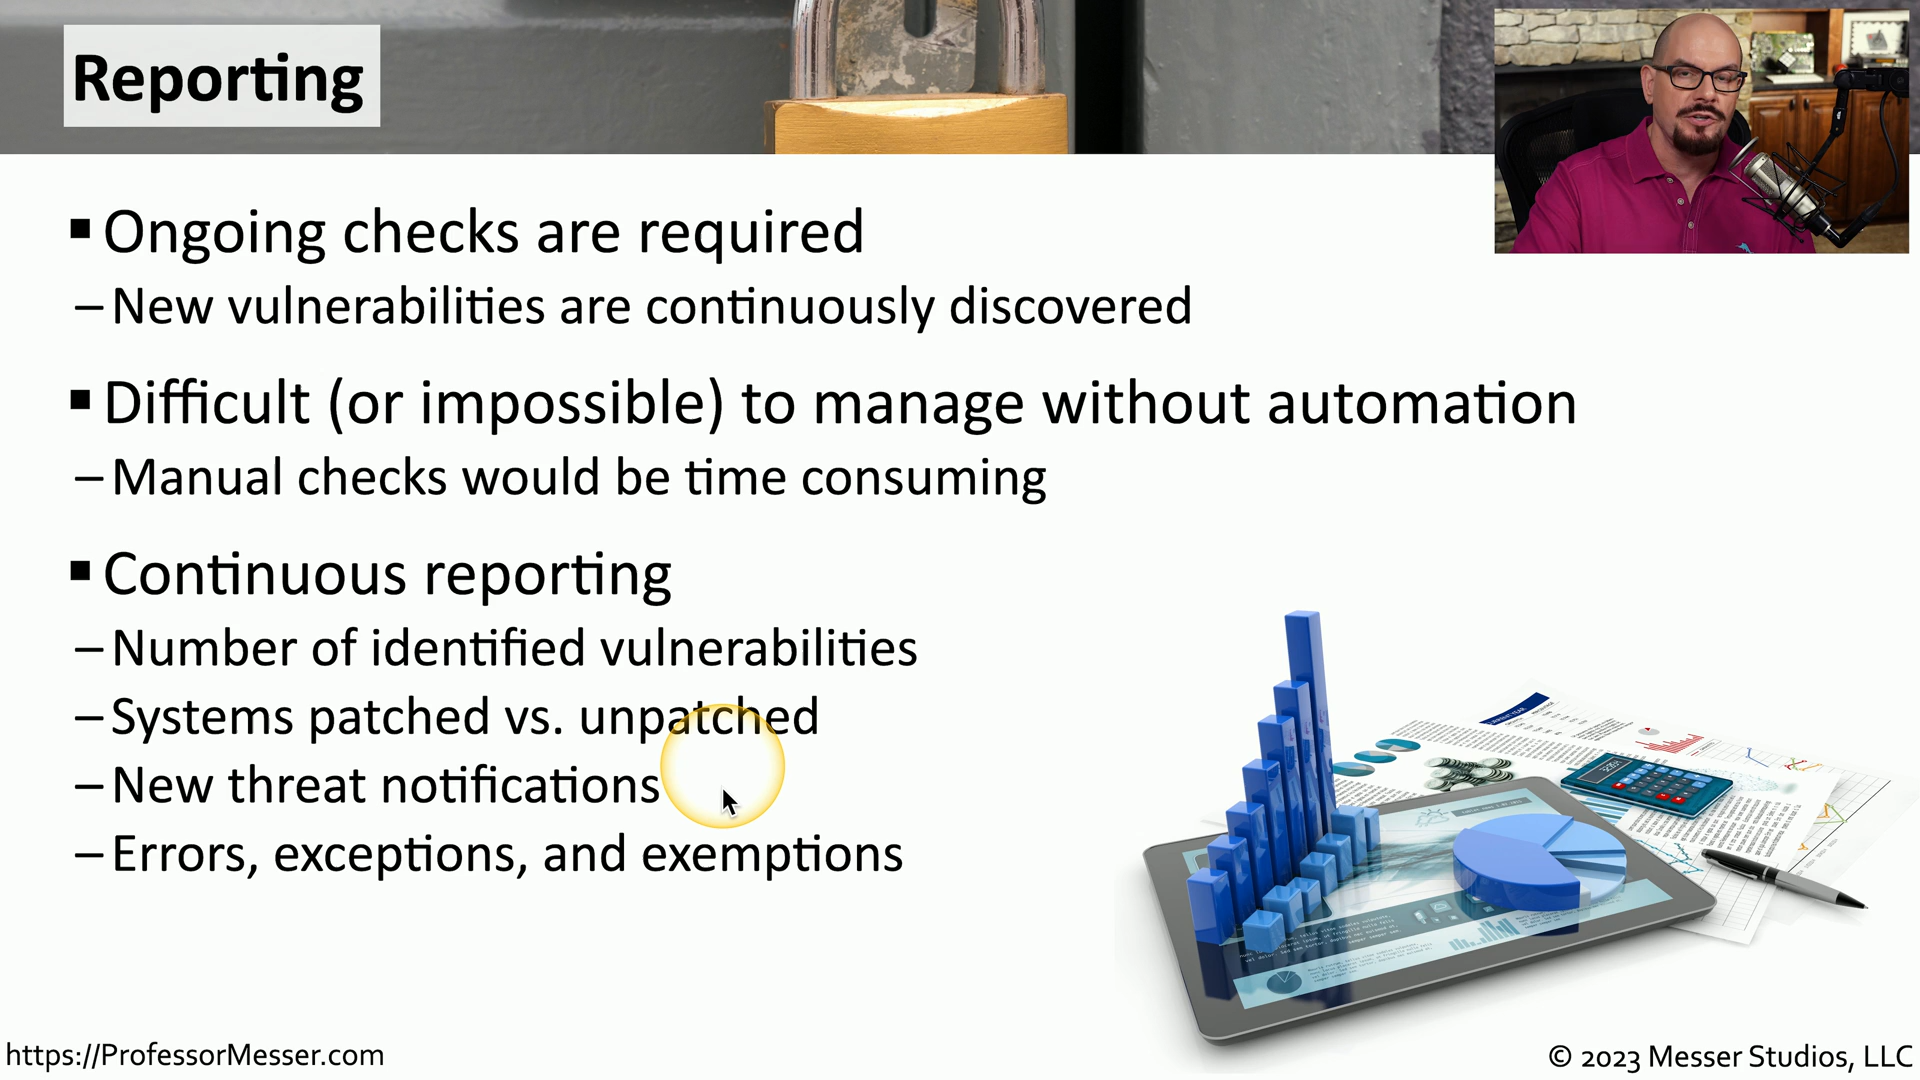 Reporting
▪ Ongoing checks are required
– New vulnerabilities are continuously discovered
▪ Difficult (or impossible) to manage without automation
– Manual checks would be time consuming
▪ Continuous reporting
– Number of identified vulnerabilities
– Systems patched vs. unpatched
– New threat notifications
– Errors, exceptions, and exemptions
https://ProfessorMesser.com
© 2023 Messer Studios, LLC